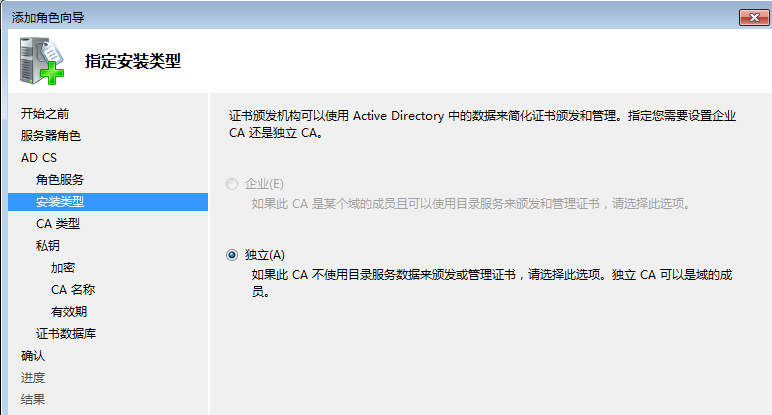 添加角色向导
指定安装类型
开始之前
服务器角色
AD CS
角色服务
安装类型
CA 类型
私钥
加密
CA 名称
有效期
证书数据库
确认
进度
结果
证书颁发机构可以使用 Active Directory 中的数据来简化证书颁发和管理。指定您需要设置企业
CA 还是独立 CA。
企业(E)
如果此 CA 是某个域的成员且可以使用目录服务来颁发和管理证书，请选择此选项。
独立(A)
如果此 CA 不使用目录服务数据来颁发或管理证书，请选择此选项。独立 CA 可以是域的成
员。